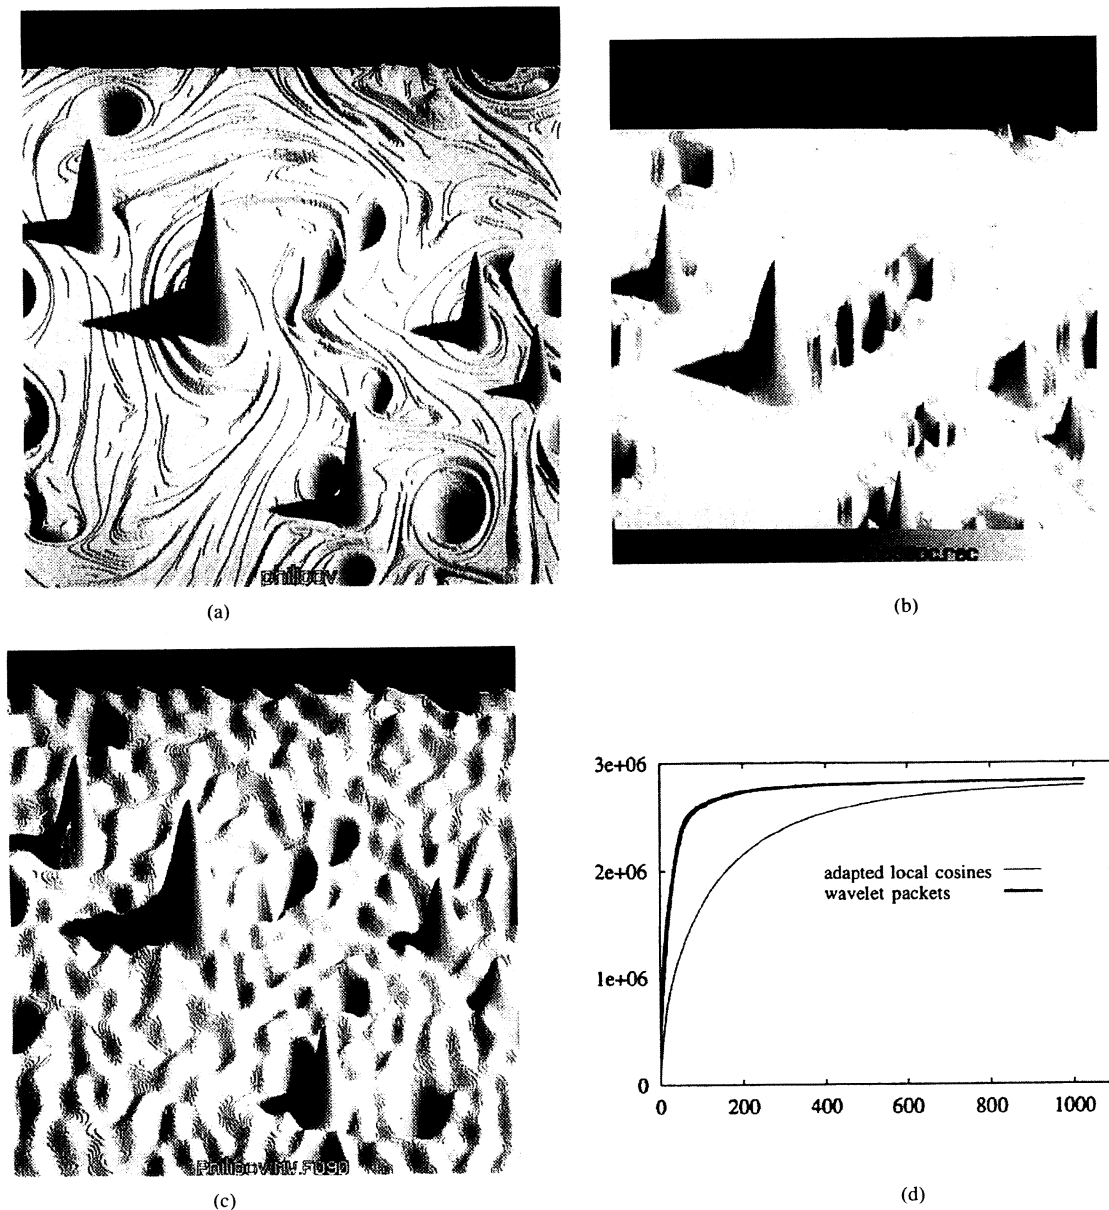 philipov
(a)
(b)
(c)
3e+06
2e+06
1e+06
0
adapted local cosines
wavelet packets
0 200 400 600 800 1000
(d)